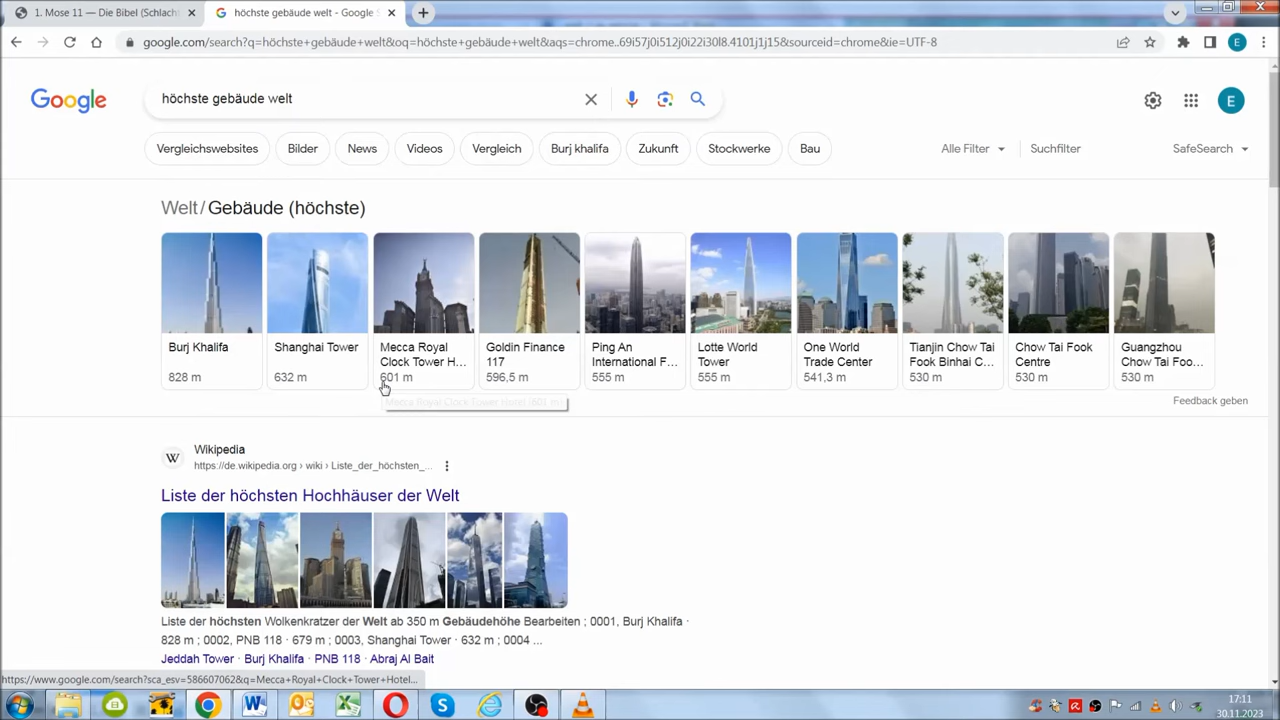 1. Mose 11 — Die Bibel (Schlacht
höchste gebäude welt - Google S
google.com/search?q=höchste+gebäude+welt&oq=höchste+gebäude+welt&aqs=chrome..69i57j0i512j0i22i30l8.4101j1j15&sourceid=chrome&ie=UTF-8
E
Google
höchste gebäude welt
E
Vergleichswebsites
Bilder
News
Videos
Vergleich
Burj khalifa
Zukunft
Stockwerke
Bau
Alle Filter
Suchfilter
SafeSearch
Welt/Gebäude (höchste)
Burj Khalifa
828 m
Shanghai Tower
632 m
Mecca Royal
Clock Tower H...
601 m
Goldin Finance
117
596,5 m
Ping An
International F...
555 m
Lotte World
Tower
555 m
One World
Trade Center
541,3 m
Tianjin Chow Tai
Fook Binhai C...
530 m
Chow Tai Fook
Centre
530 m
Guangzhou
Chow Tai Foo...
530 m
Mecca Royal Clock Tower Hotel (601 m)
Feedback geben
W
Wikipedia
https://de.wikipedia.org › wiki › Liste_der_höchsten_...
Liste der höchsten Hochhäuser der Welt
Liste der höchsten Wolkenkratzer der Welt ab 350 m Gebäudehöhe Bearbeiten ; 0001, Burj Khalifa ·
828 m ; 0002, PNB 118 · 679 m ; 0003, Shanghai Tower · 632 m ; 0004 ...
Jeddah Tower · Burj Khalifa · PNB 118 · Abraj Al Bait
https://www.google.com/search?sca_esv=586607062&q=Mecca+Royal+Clock+Tower+Hotel...
17:11
30.11.2023